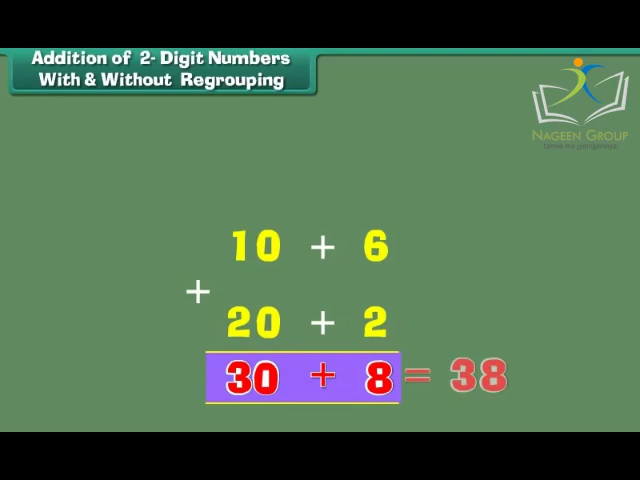 Addition of 2- Digit Numbers
With & Without Regrouping
NAGEEN GROUP
10 + 6
+
20 + 2
30 + 8 = 38